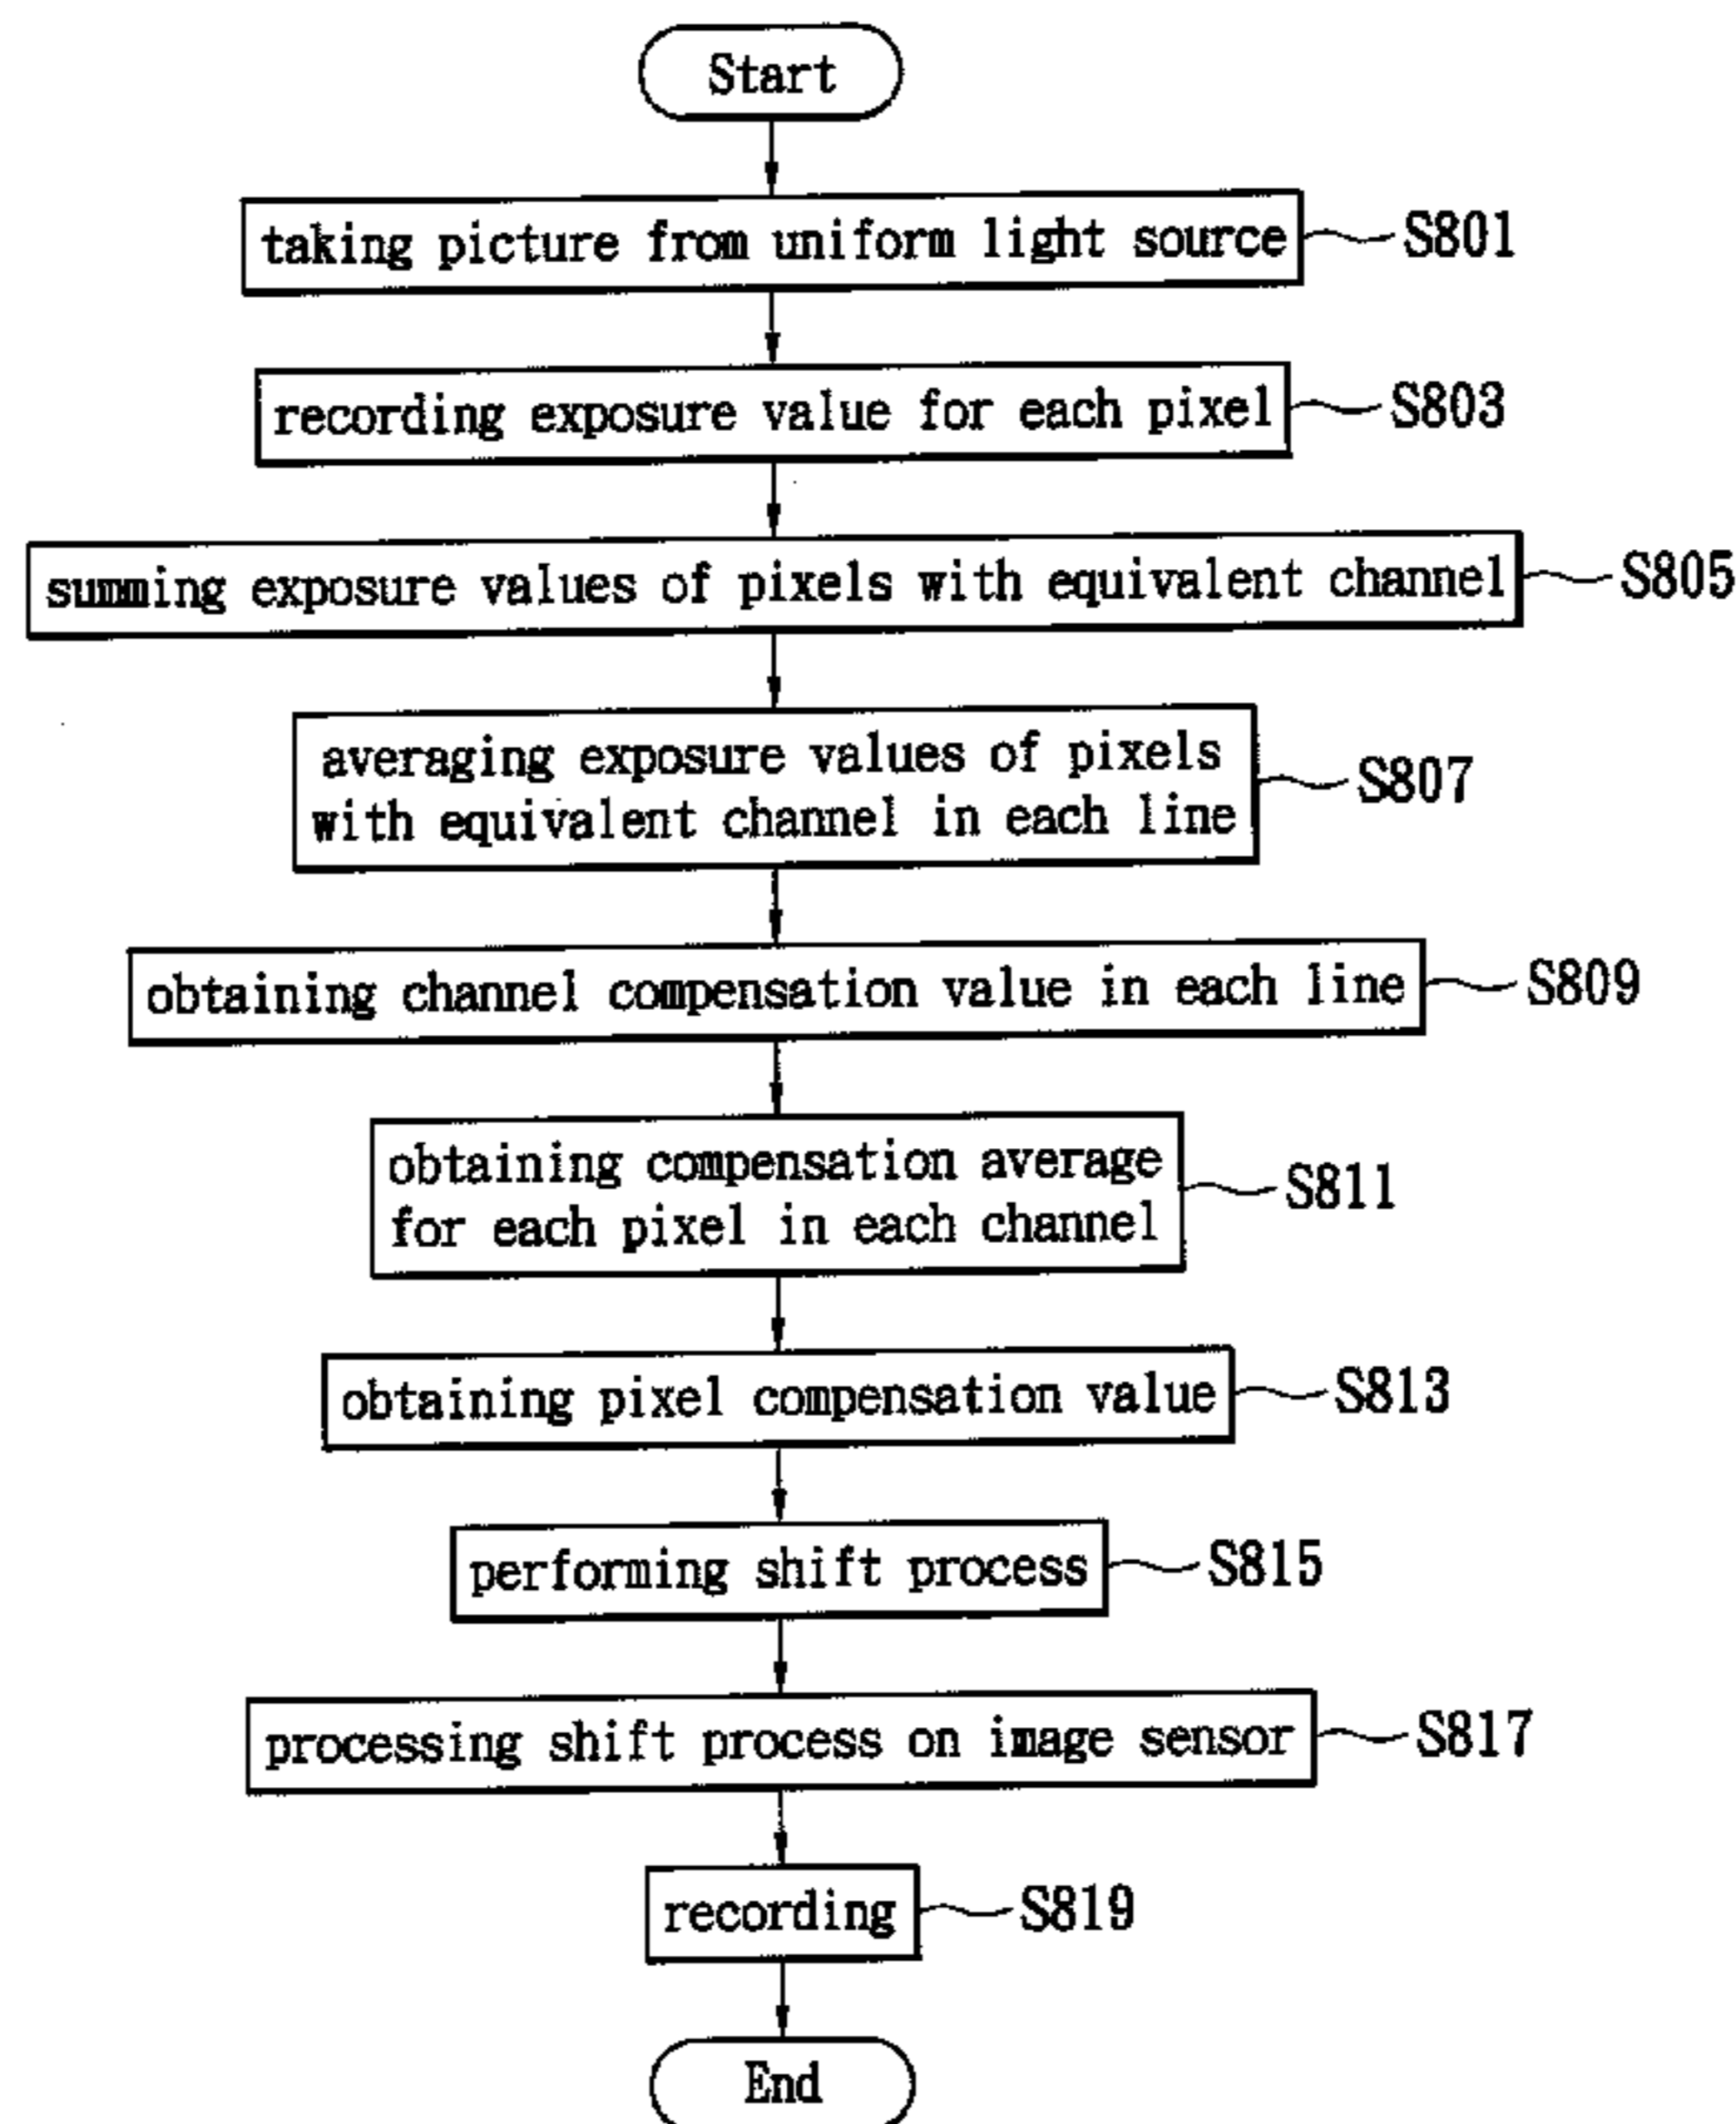 Start
taking picture from uniform light source S801
recording exposure value for each pixel S803
summing exposure values of pixels with equivalent channel S805
averaging exposure values of pixels
with equivalent channel in each line
S807
obtaining channel compensation value in each line S809
obtaining compensation average
for each pixel in each channel
S811
obtaining pixel compensation value S813
performing shift process S815
processing shift process on image sensor S817
recording S819
End